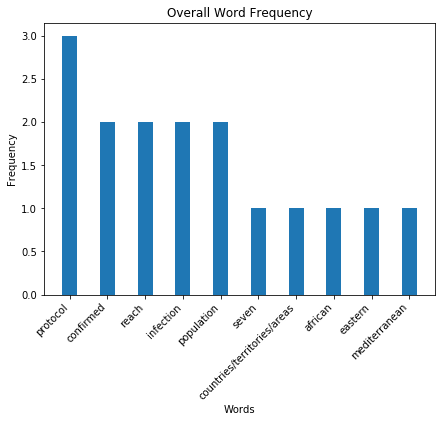 Overall Word Frequency
Frequency
3.0
2.5
2.0
1.5
1.0
0.5
0.0
protocol
confirmed
reach
infection
population
seven
countries/territories/areas
african
eastern
mediterranean
Words